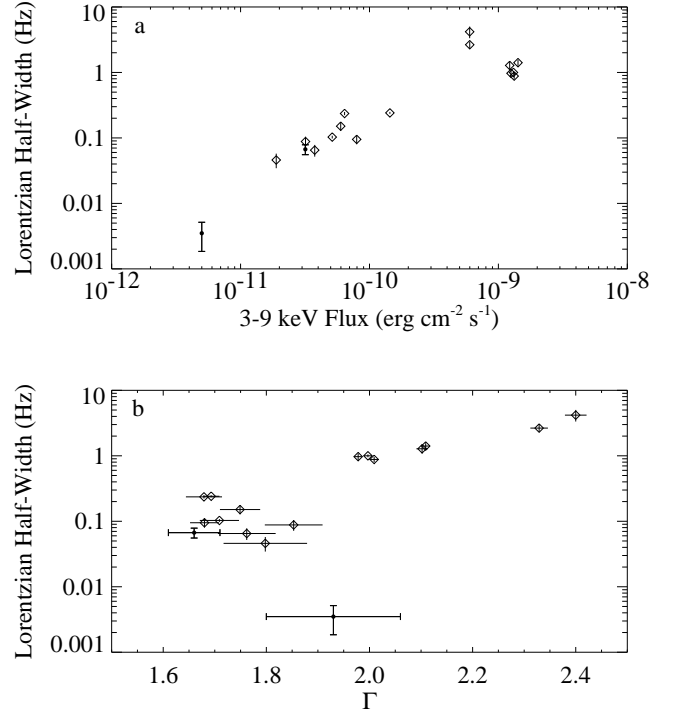 a
Lorentzian Half-Width (Hz)
10
1
0.1
0.01
0.001
10^-12 10^-11 10^-10 10^-9 10^-8
3-9 keV Flux (erg cm^-2 s^-1)
b
Lorentzian Half-Width (Hz)
10
1
0.1
0.01
0.001
1.6 1.8 2.0 2.2 2.4
Γ